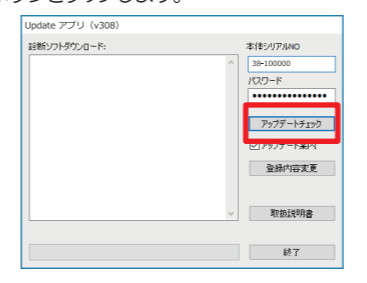 Update アプリ (v308)
診断ソフトダウンロード:
本体シリアルNO
38-100000
パスワード
●●●●●●●●●●●●●●●
アップデートチェック
アップデート案内
登録内容変更
取扱説明書
終了